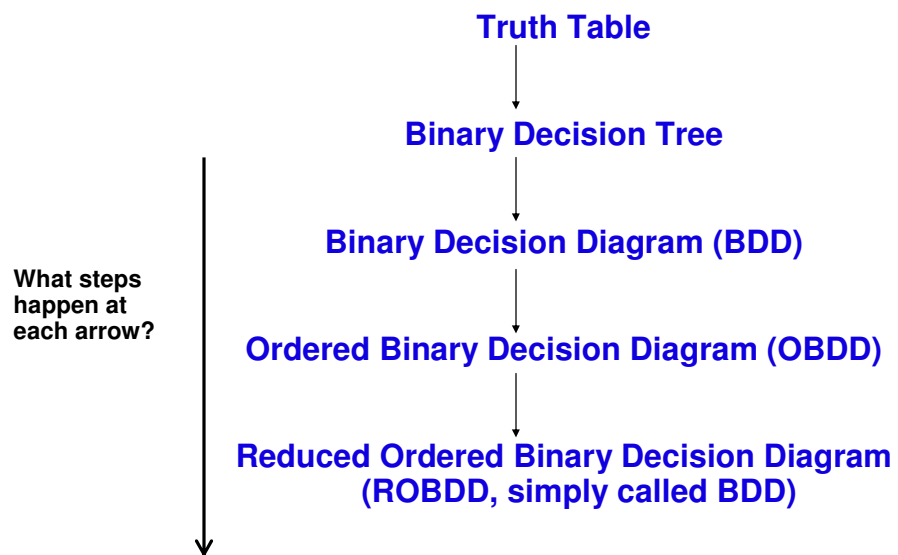 Truth Table
Binary Decision Tree
Binary Decision Diagram (BDD)
What steps
happen at
each arrow?
Ordered Binary Decision Diagram (OBDD)
Reduced Ordered Binary Decision Diagram
(ROBDD, simply called BDD)